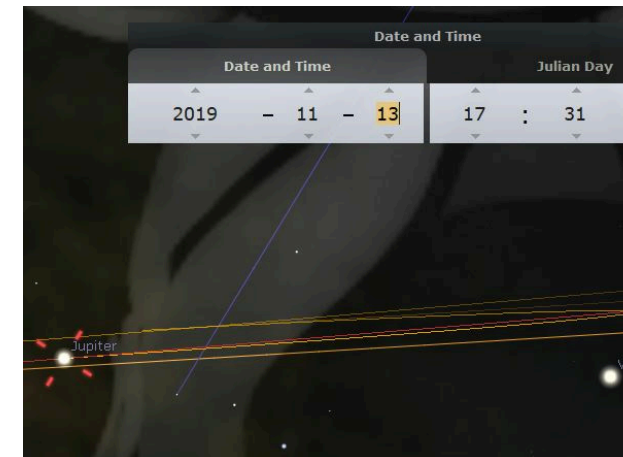 Date and Time
Date and Time Julian Day
2019 – 11 – 13 17 : 31
Jupiter